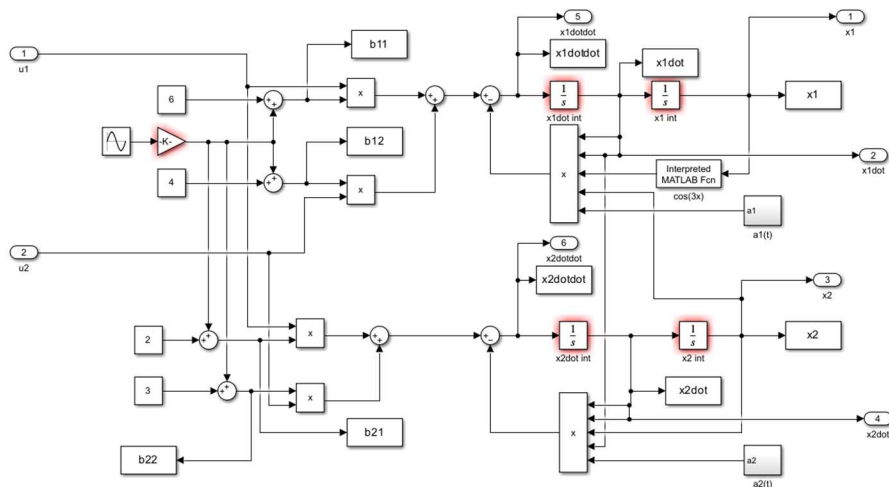 5
x1dotdot
1
x1
1
u1
b11
x1dotdot
x1dot
6
x
1
s
x1dot int
1
s
x1 int
x1
-K-
b12
4
x
x
Interpreted
MATLAB Fcn
cos(3x)
2
x1dot
a1
a1(t)
2
u2
6
x2dotdot
x2dotdot
3
x2
2
x
1
s
x2dot int
1
s
x2 int
x2
3
x
x2dot
x
4
x2dot
b21
b22
a2
a2(t)